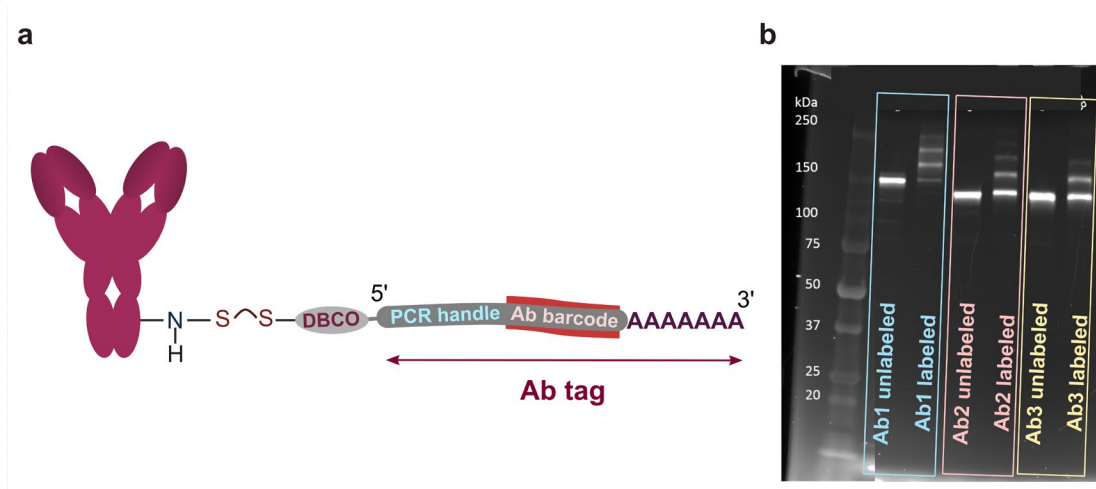 a
N
H
S S
DBCO
5'
PCR handle
Ab barcode
AAAAAAA
3'
Ab tag
b
kDa
250
150
100
75
50
37
25
20
Ab1 unlabeled
Ab1 labeled
Ab2 unlabeled
Ab2 labeled
Ab3 unlabeled
Ab3 labeled